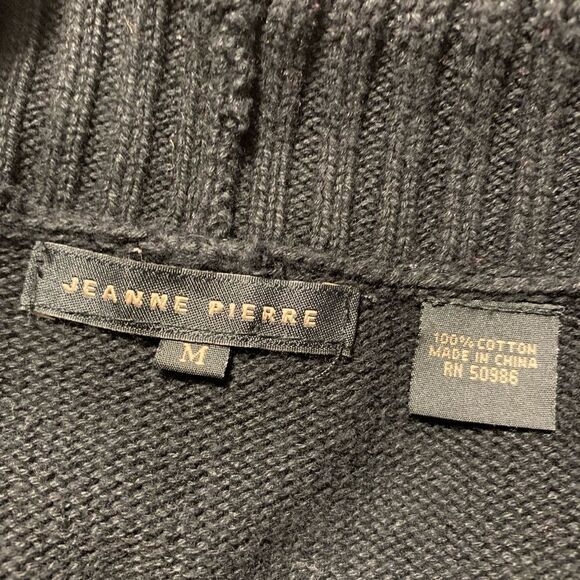 JEANNE PIERRE
M
100% COTTON
MADE IN CHINA
RN 50986